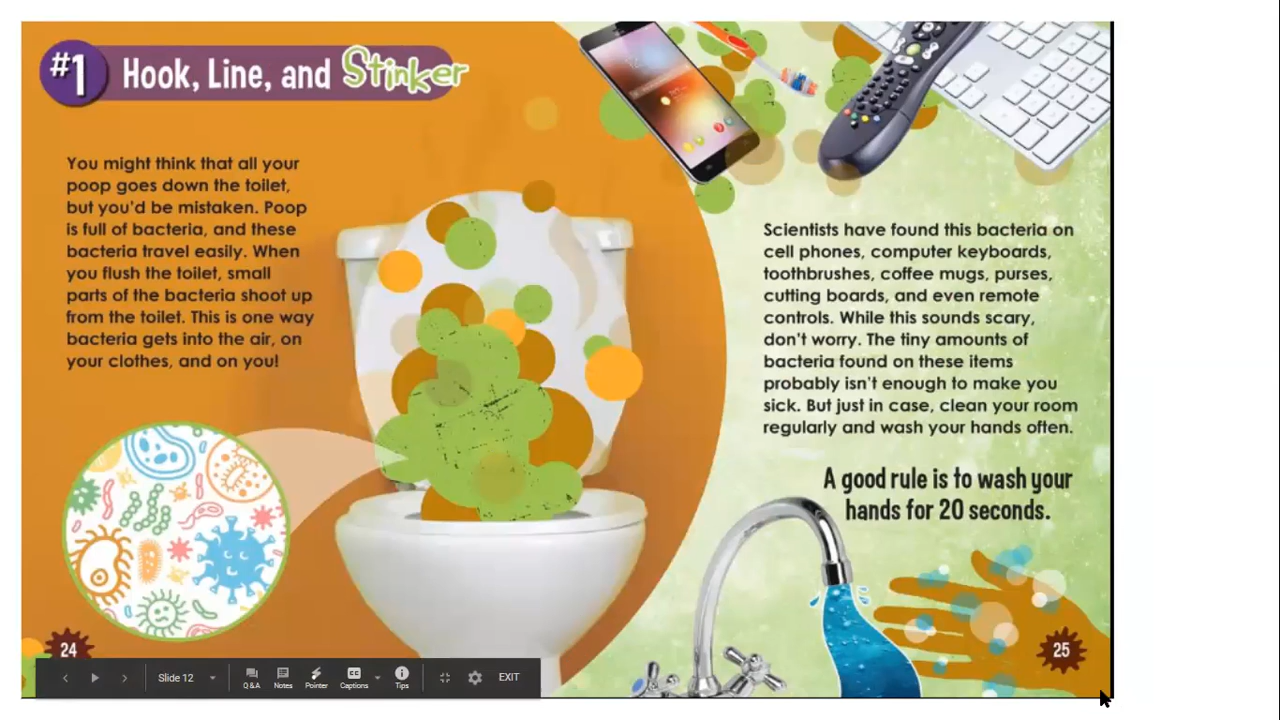 #1 Hook, Line, and Stinker
You might think that all your
poop goes down the toilet,
but you'd be mistaken. Poop
is full of bacteria, and these
bacteria travel easily. When
you flush the toilet, small
parts of the bacteria shoot up
from the toilet. This is one way
bacteria gets into the air, on
your clothes, and on you!
24
Scientists have found this bacteria on
cell phones, computer keyboards,
toothbrushes, coffee mugs, purses,
cutting boards, and even remote
controls. While this sounds scary,
don't worry. The tiny amounts of
bacteria found on these items
probably isn't enough to make you
sick. But just in case, clean your room
regularly and wash your hands often.
A good rule is to wash your
hands for 20 seconds.
25
Slide 12
Q&A
Notes
Pointer
CC
Captions
Tips
EXIT